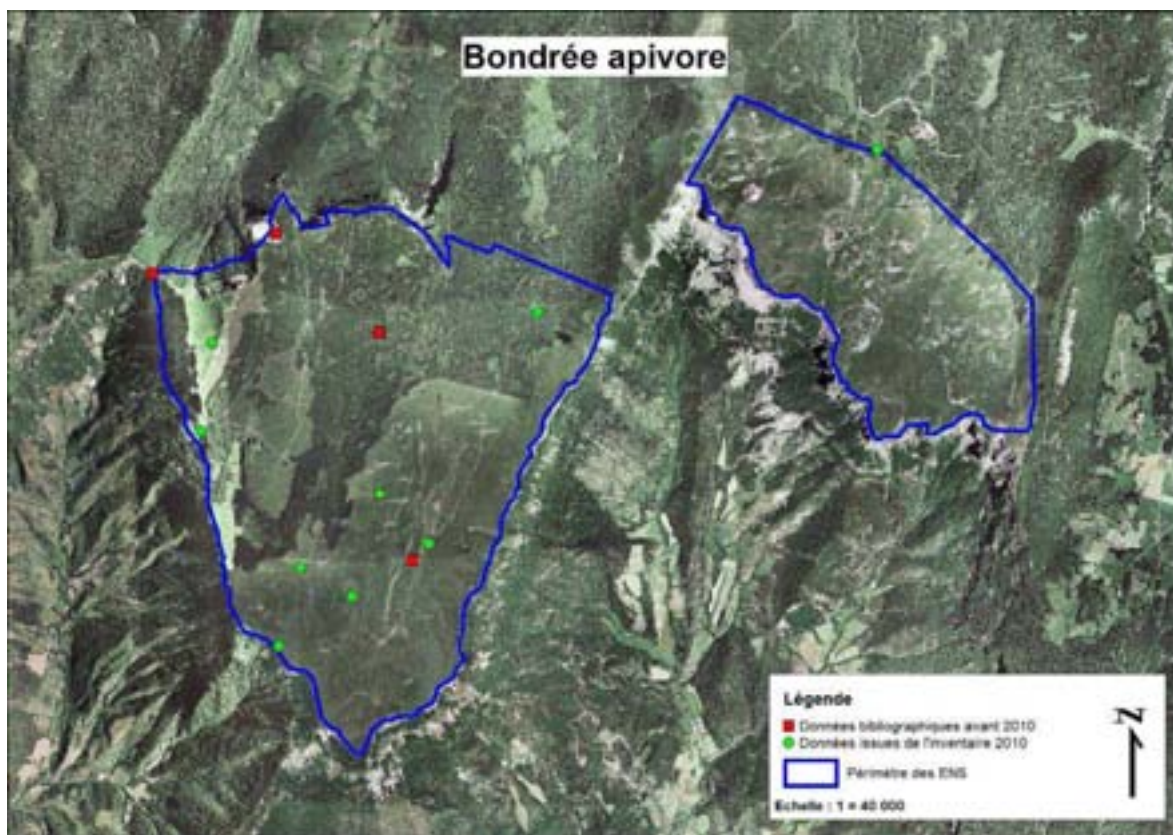 Bondrée apivore
Légende
Données bibliographiques avant 2010
Données issues de l'inventaire 2010
Périmètre des ENS
Echelle : 1 = 40 000
N